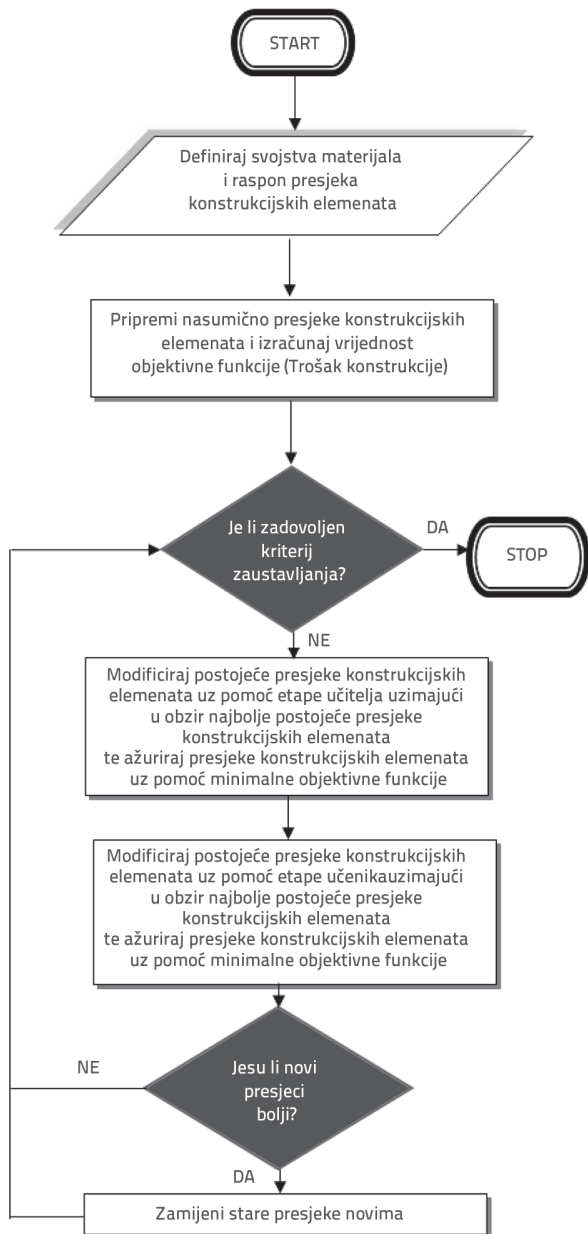 START
Definiraj svojstva materijala
i raspon presjeka
konstrukcijskih elemenata
Pripremi nasumično presjeke konstrukcijskih
elemenata i izračunaj vrijednost
objektivne funkcije (Trošak konstrukcije)
Je li zadovoljen
kriterij
zaustavljanja?
DA
STOP
NE
Modificiraj postojeće presjeke konstrukcijskih
elemenata uz pomoć etape učitelja uzimajući
u obzir najbolje postojeće presjeke
konstrukcijskih elemenata
te ažuriraj presjeke konstrukcijskih elemenata
uz pomoć minimalne objektivne funkcije
Modificiraj postojeće presjeke konstrukcijskih
elemenata uz pomoć etape učenikauzimajući
u obzir najbolje postojeće presjeke
konstrukcijskih elemenata
te ažuriraj presjeke konstrukcijskih elemenata
uz pomoć minimalne objektivne funkcije
NE
Jesu li novi
presjeci
bolji?
DA
Zamijeni stare presjeke novima